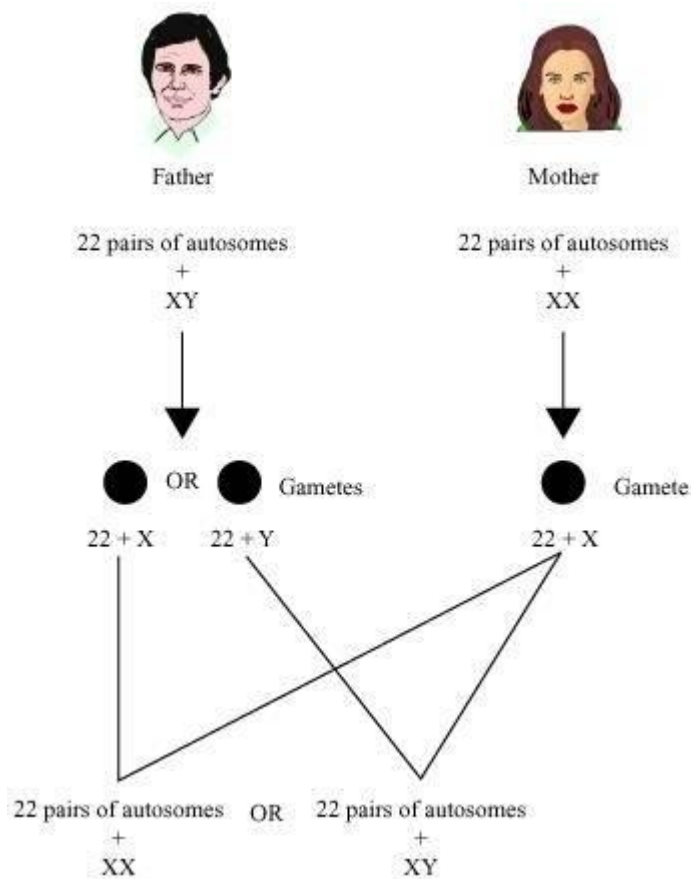 Father
Mother
22 pairs of autosomes
+
XY
22 pairs of autosomes
+
XX
OR
Gametes
Gamete
22 + X
22 + Y
22 + X
22 pairs of autosomes
+
XX
OR
22 pairs of autosomes
+
XY